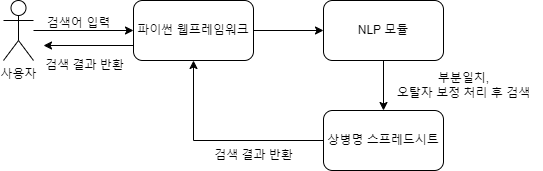 검색어 입력
파이썬 웹프레임워크
NLP 모듈
사용자
검색 결과 반환
부분일치,
오탈자 보정 처리 후 검색
상병명 스프레드시트
검색 결과 반환